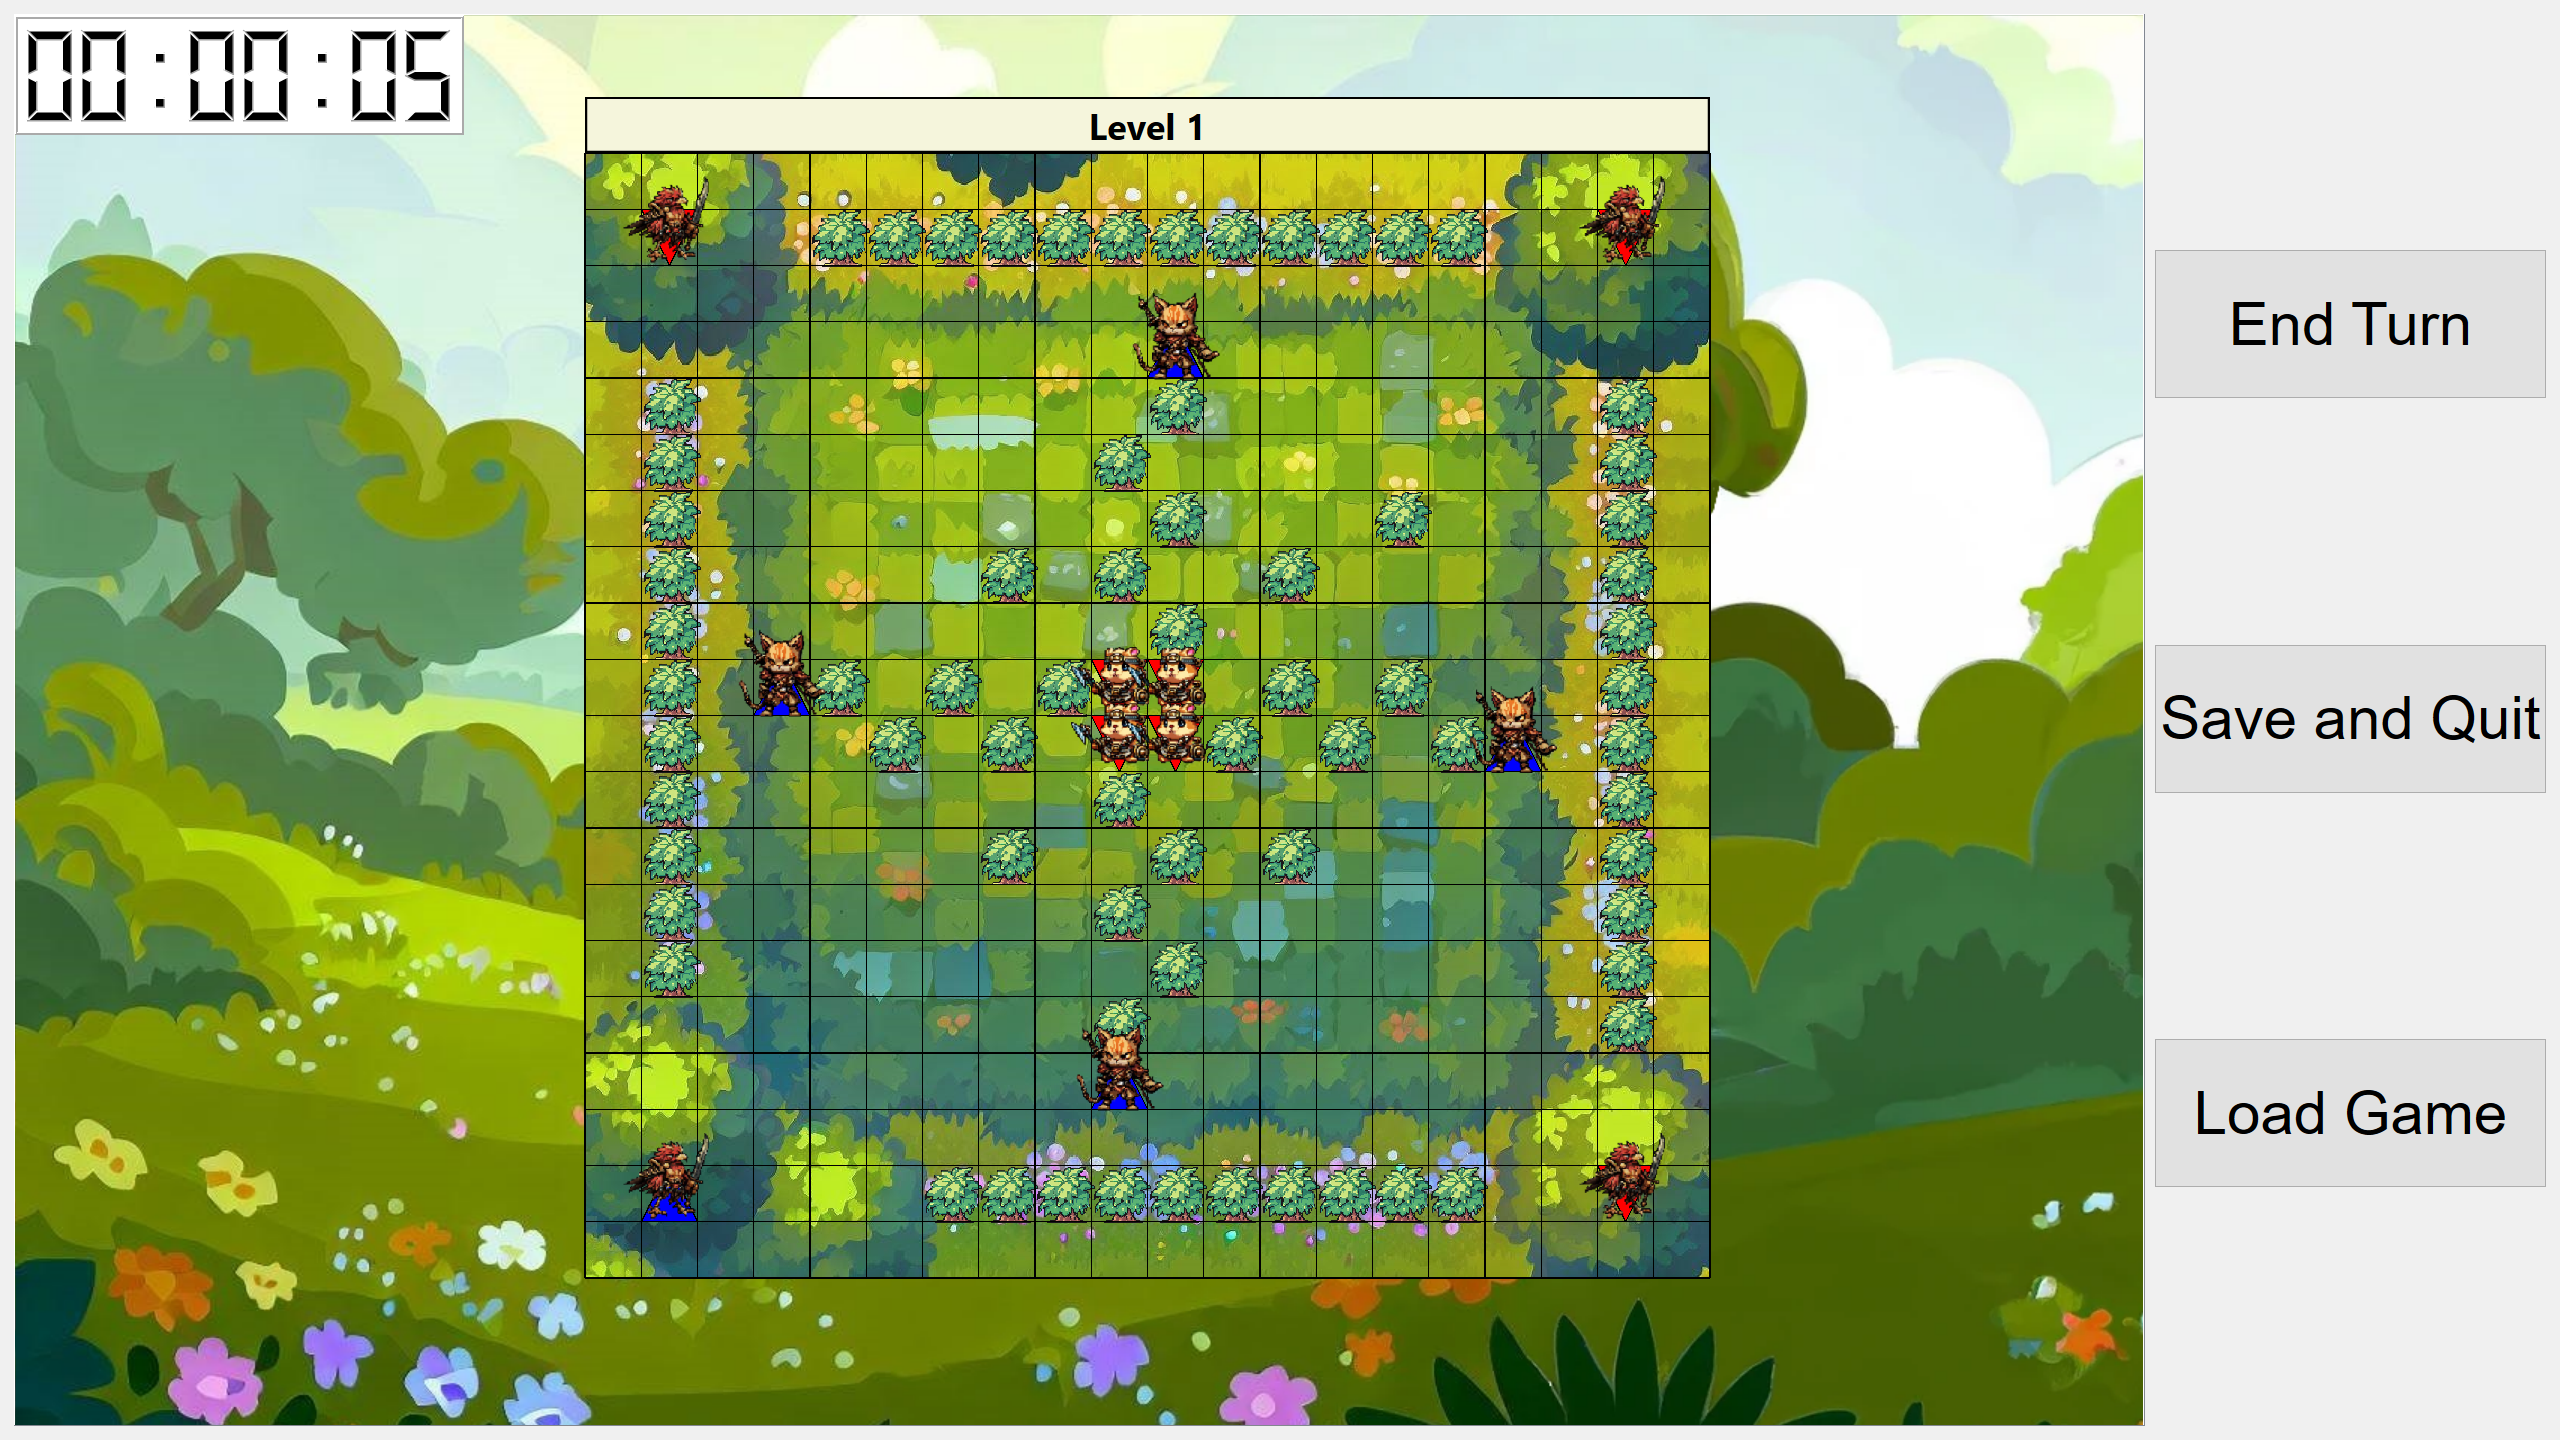 00:00:05
Level 1
End Turn
Save and Quit
Load Game